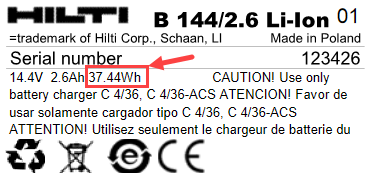 HILTI B 144/2.6 Li-Ion 01
=trademark of Hilti Corp., Schaan, LI Made in Poland
Serial number 123426
14.4V 2.6Ah 37.44Wh CAUTION! Use only
battery charger C 4/36, C 4/36-ACS ATENCION! Favor de
usar solamente cargador tipo C 4/36, C 4/36-ACS
ATTENTION! Utilisez seulement le chargeur de batterie du
e CE